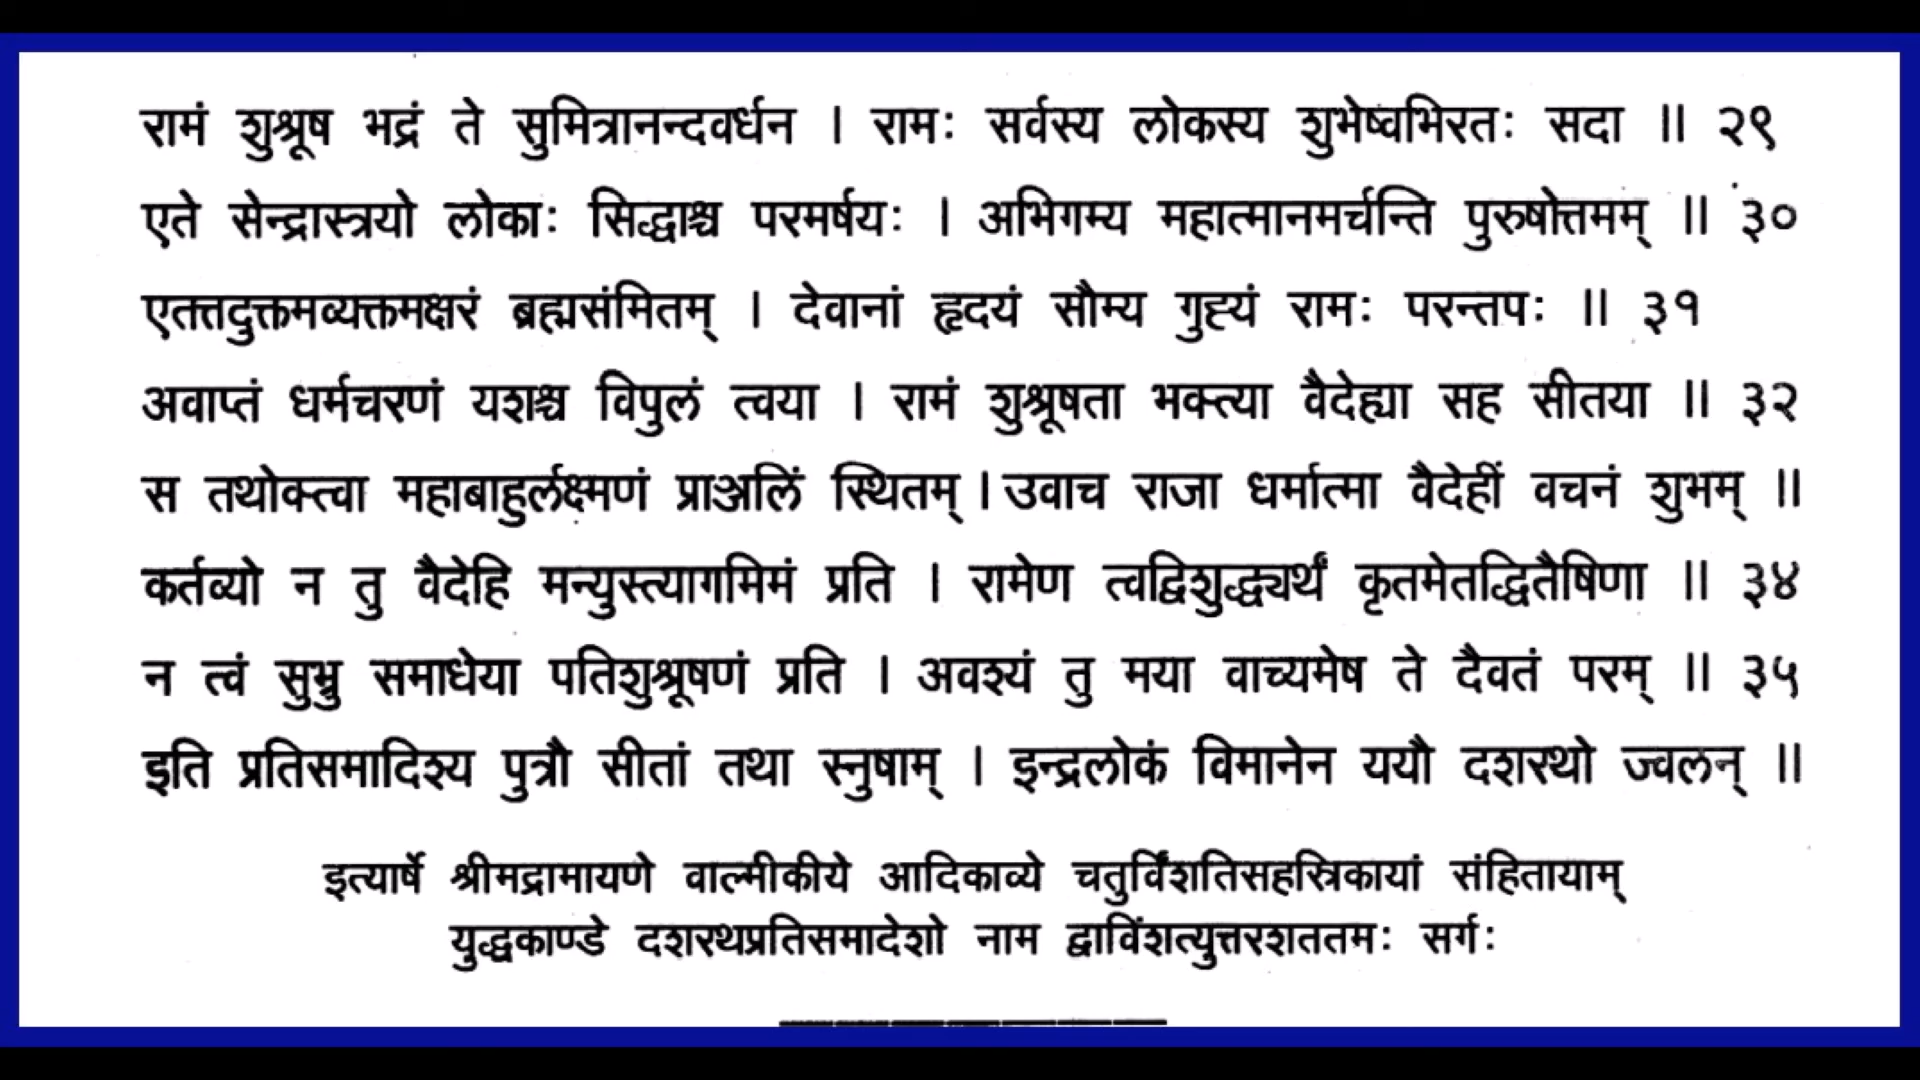 रामं शुश्रूष भद्रं ते सुमित्रानन्दवर्धन । रामः सर्वस्य लोकस्य शुभेष्वभिरतः सदा ॥ २९
एते सेन्द्रास्त्रयो लोकाः सिद्धाश्च परमर्षयः । अभिगम्य महात्मानमर्चन्ति पुरुषोत्तमम् ॥ ३०
एतत्तदुक्तमव्यक्तमक्षरं ब्रह्मसंमितम् । देवानां हृदयं सौम्य गुह्यं रामः परन्तपः ॥ ३१
अवाप्तं धर्मचरणं यशश्च विपुलं त्वया । रामं शुश्रूषता भक्त्या वैदेह्या सह सीतया ॥ ३२
स तथोक्त्वा महाबाहुर्लक्ष्मणं प्राञ्जलिं स्थितम् । उवाच राजा धर्मात्मा वैदेहीं वचनं शुभम् ॥
कर्तव्यो न तु वैदेहि मन्युस्त्यागमिमं प्रति । रामेण त्वद्विशुद्ध्यर्थं कृतमेतद्धितैषिणा ॥ ३४
न त्वं सुभ्रु समाधेया पतिशुश्रूषणं प्रति । अवश्यं तु मया वाच्यमेष ते दैवतं परम् ॥ ३५
इति प्रतिसमादिश्य पुत्रौ सीतां तथा स्नुषाम् । इन्द्रलोकं विमानेन ययौ दशरथो ज्वलन् ॥
इत्यार्षे श्रीमद्रामायणे वाल्मीकीये आदिकाव्ये चतुर्विंशतिसहस्रिकायां संहितायाम्
युद्धकाण्डे दशरथप्रतिसमादेशो नाम द्वाविंशत्युत्तरशततमः सर्गः